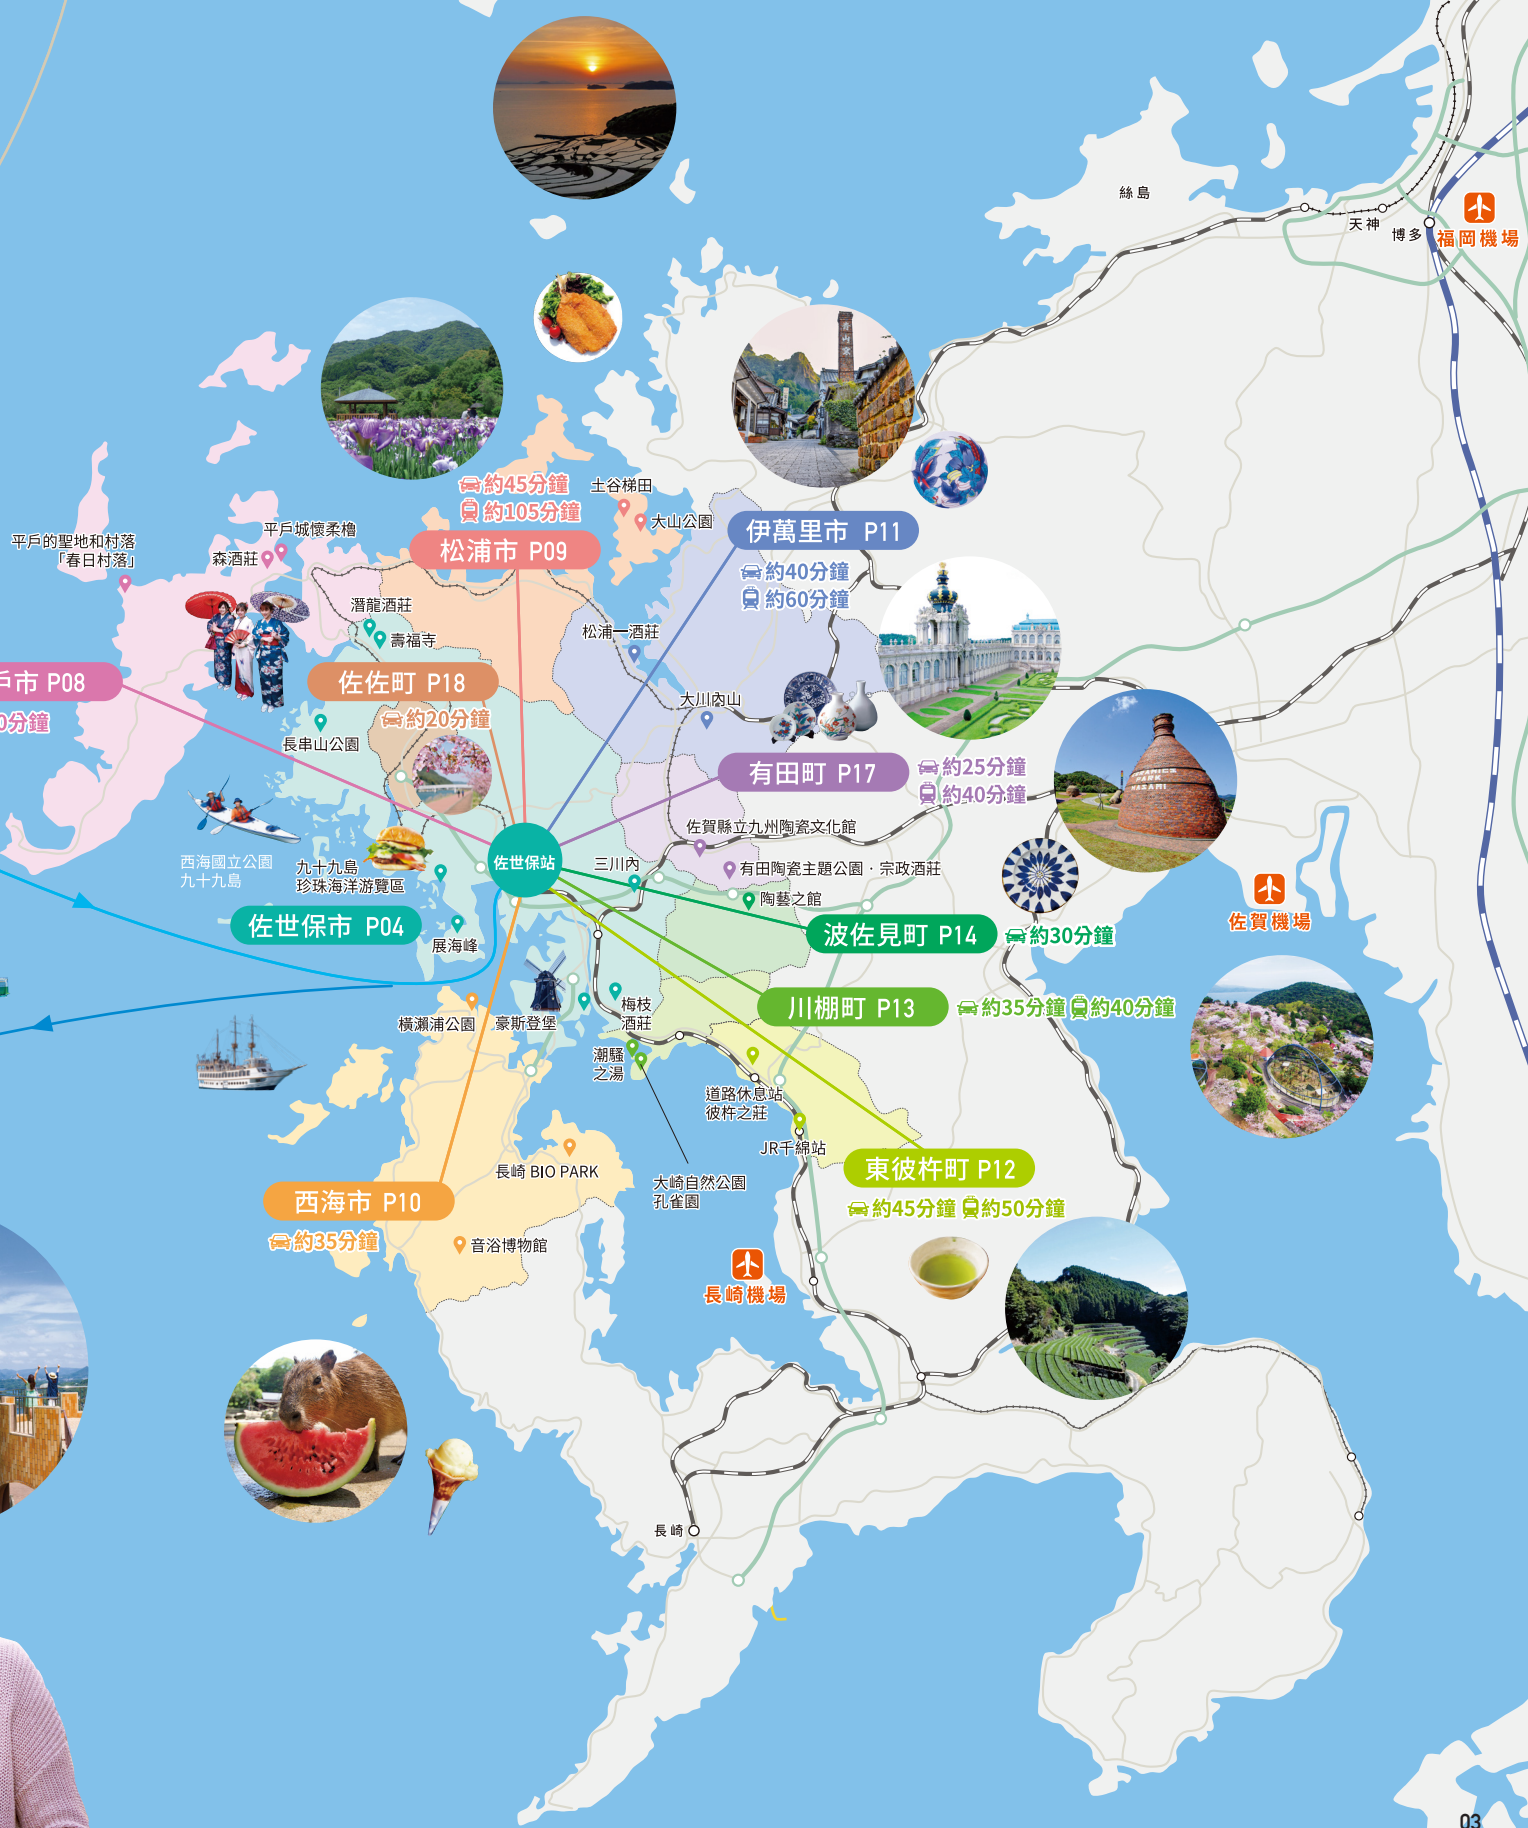 絲島
天神
博多
福岡機場
約45分鐘
約105分鐘
土谷梯田
大山公園
松浦市 P09
伊萬里市 P11
約40分鐘
約60分鐘
平戶的聖地和村落
「春日村落」
平戶城懷柔櫓
森酒莊
潛龍酒莊
壽福寺
松浦一酒莊
大川內山
戶市 P08
0分鐘
佐佐町 P18
約20分鐘
長串山公園
有田町 P17
約25分鐘
約40分鐘
CERAMICS
PARK
HASAMI
佐賀縣立九州陶瓷文化館
有田陶瓷主題公園・宗政酒莊
西海國立公園
九十九島
九十九島
珍珠海洋游覽區
佐世保站
三川內
陶藝之館
佐世保市 P04
展海峰
波佐見町 P14
約30分鐘
佐賀機場
橫瀨浦公園
豪斯登堡
梅枝
酒莊
川棚町 P13
約35分鐘
約40分鐘
潮騷
之湯
道路休息站
彼杵之莊
JR千綿站
長崎 BIO PARK
大崎自然公園
孔雀園
東彼杵町 P12
約45分鐘
約50分鐘
西海市 P10
約35分鐘
音浴博物館
長崎機場
長崎
03